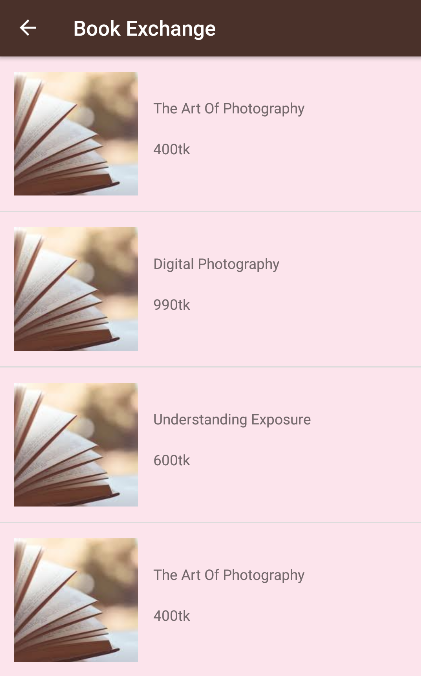 Book Exchange
The Art Of Photography
400tk
Digital Photography
990tk
Understanding Exposure
600tk
The Art Of Photography
400tk